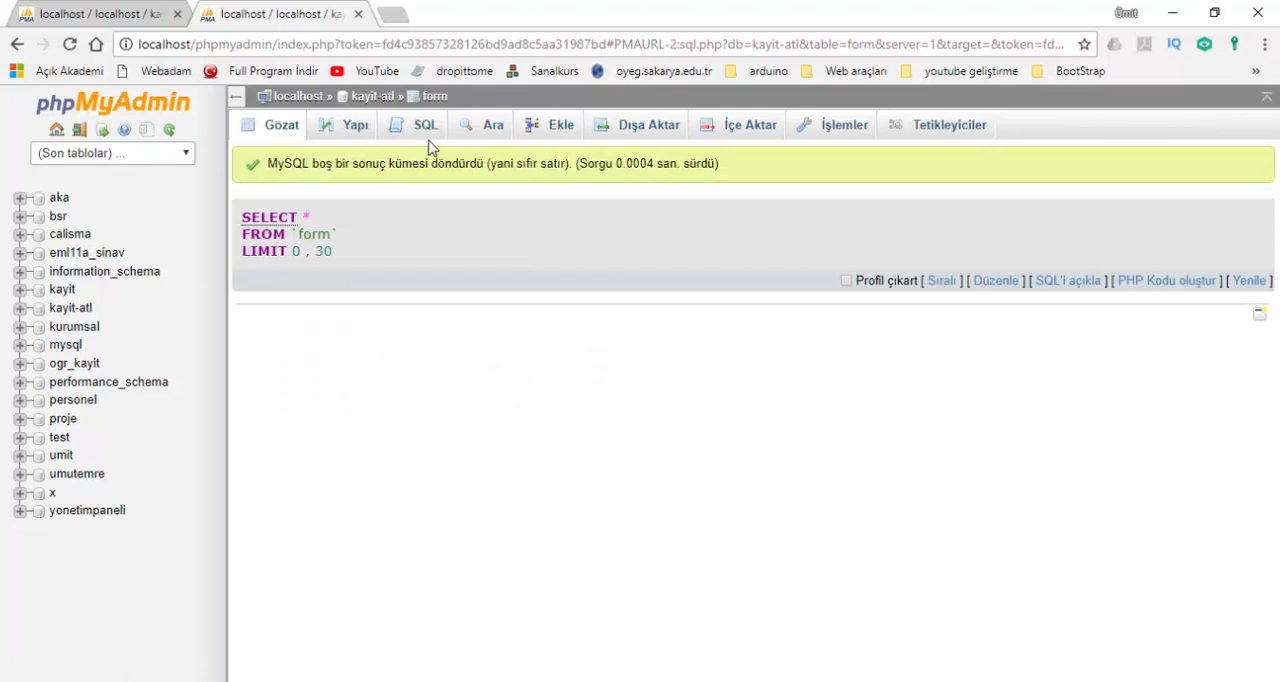 localhost / localhost / ka
localhost / localhost / ka
Ümit
localhost/phpmyadmin/index.php?token=fd4c93857328126bd9ad8c5aa31987bd#PMAURL-2:sql.php?db=kayit-atl&table=form&server=1&target=&token=fd...
Açık Akademi
Webadam
Full Program İndir
YouTube
dropittome
Sanalkurs
oyeg.sakarya.edu.tr
arduino
Web araçları
youtube geliştirme
BootStrap
»
phpMyAdmin
(Son tablolar) ...
aka
bsr
calisma
eml11a_sinav
information_schema
kayit
kayit-atl
kurumsal
mysql
ogr_kayit
performance_schema
personel
proje
test
umit
umutemre
x
yonetimpaneli
localhost » kayit-atl » form
Gözat
Yapı
SQL
Ara
Ekle
Dışa Aktar
İçe Aktar
İşlemler
Tetikleyiciler
MySQL boş bir sonuç kümesi döndürdü (yani sıfır satır). (Sorgu 0.0004 san. sürdü)
SELECT *
FROM `form`
LIMIT 0 , 30
Profil çıkart [ Sıralı ] [ Düzenle ] [ SQL'i açıkla ] [ PHP Kodu oluştur ] [ Yenile ]